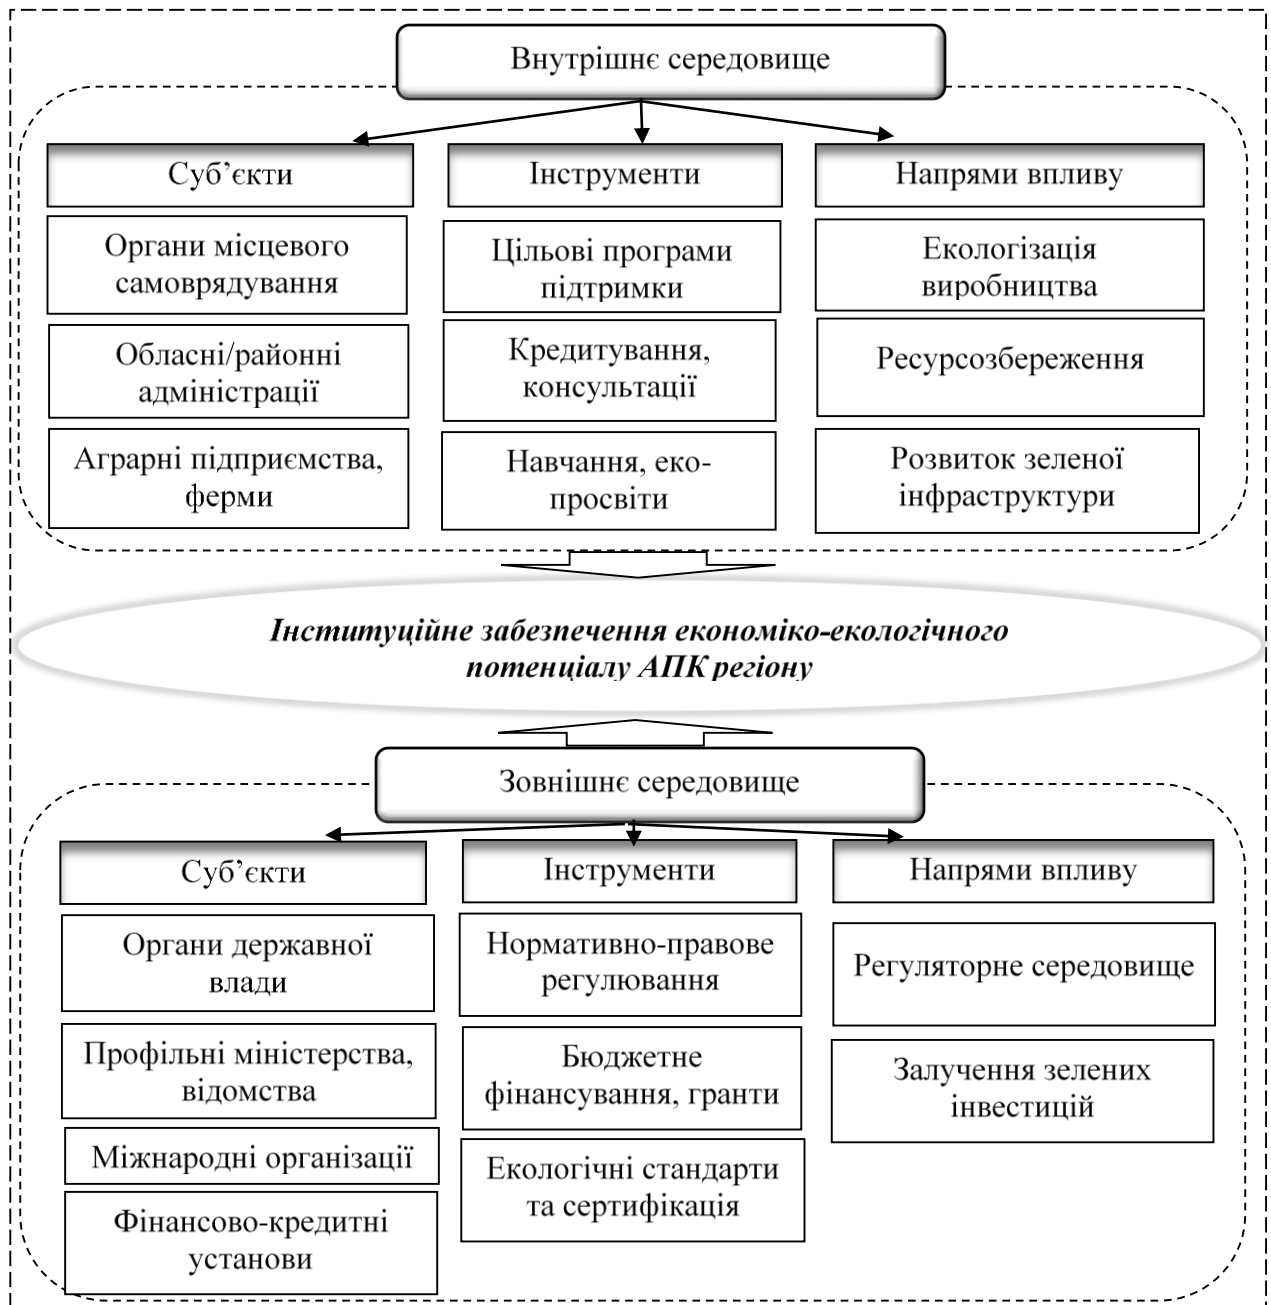 Внутрішнє середовище
Суб’єкти
Органи місцевого
самоврядування
Обласні/районні
адміністрації
Аграрні підприємства,
ферми
Інструменти
Цільові програми
підтримки
Кредитування,
консультації
Навчання, еко-
просвіти
Напрями впливу
Екологізація
виробництва
Ресурсозбереження
Розвиток зеленої
інфраструктури
Інституційне забезпечення економіко-екологічного
потенціалу АПК регіону
Зовнішнє середовище
Суб’єкти
Органи державної
влади
Профільні міністерства,
відомства
Міжнародні організації
Фінансово-кредитні
установи
Інструменти
Нормативно-правове
регулювання
Бюджетне
фінансування, гранти
Екологічні стандарти
та сертифікація
Напрями впливу
Регуляторне середовище
Залучення зелених
інвестицій